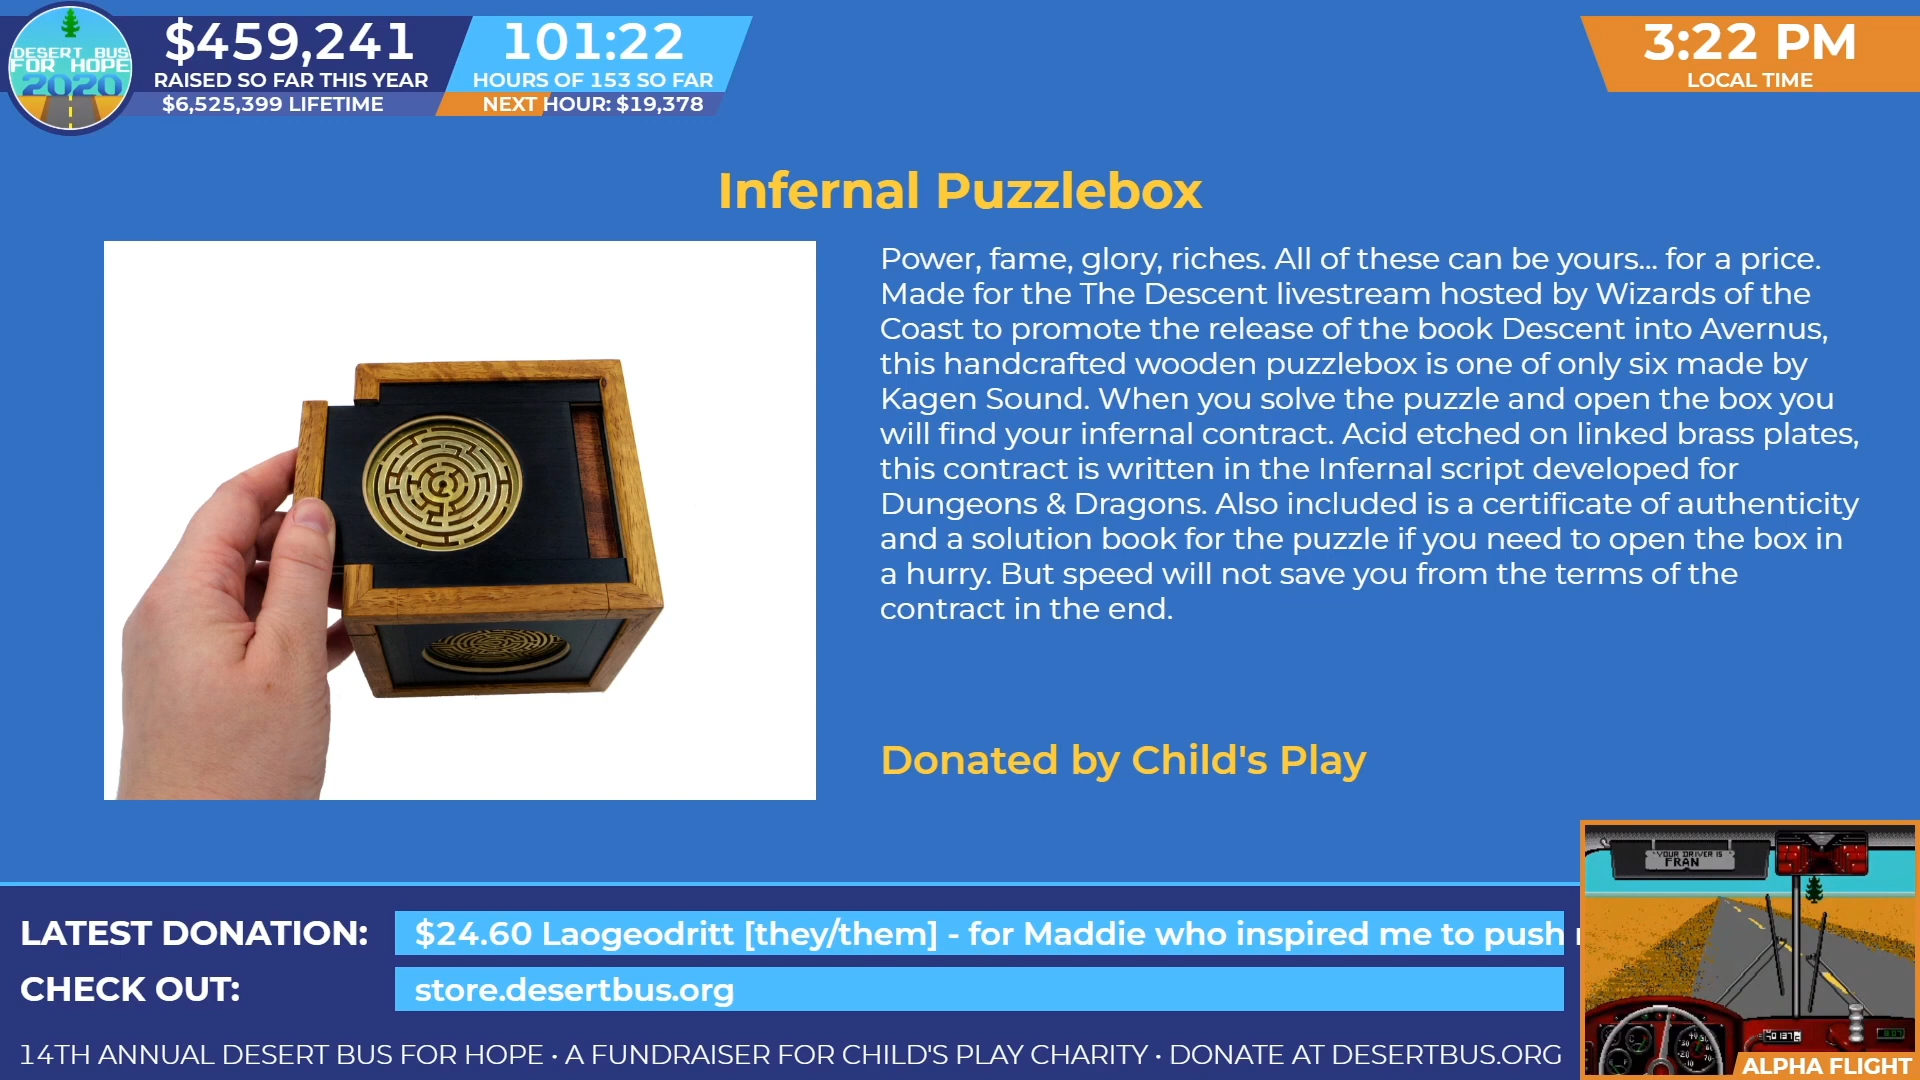 DESERT BUS
FOR HOPE
2020
$459,241
RAISED SO FAR THIS YEAR
$6,525,399 LIFETIME
101:22
HOURS OF 153 SO FAR
NEXT HOUR: $19,378
3:22 PM
LOCAL TIME
Infernal Puzzlebox
Power, fame, glory, riches. All of these can be yours... for a price.
Made for the The Descent livestream hosted by Wizards of the
Coast to promote the release of the book Descent into Avernus,
this handcrafted wooden puzzlebox is one of only six made by
Kagen Sound. When you solve the puzzle and open the box you
will find your infernal contract. Acid etched on linked brass plates,
this contract is written in the Infernal script developed for
Dungeons & Dragons. Also included is a certificate of authenticity
and a solution book for the puzzle if you need to open the box in
a hurry. But speed will not save you from the terms of the
contract in the end.
Donated by Child's Play
YOUR DRIVER IS
FRAN
LATEST DONATION:
$24.60 Laogeodritt [they/them] - for Maddie who inspired me to push
CHECK OUT:
store.desertbus.org
14TH ANNUAL DESERT BUS FOR HOPE • A FUNDRAISER FOR CHILD'S PLAY CHARITY • DONATE AT DESERTBUS.ORG
ALPHA FLIGHT